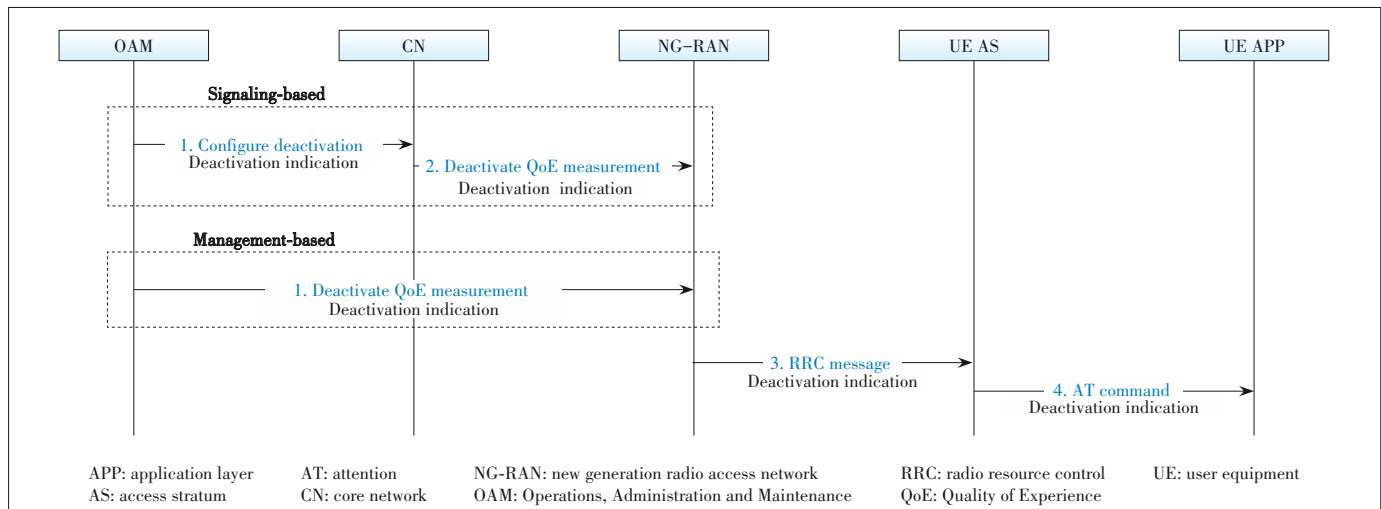 OAM CN NG-RAN UE AS UE APP
Signaling-based
1. Configure deactivation
Deactivation indication
2. Deactivate QoE measurement
Deactivation indication
Management-based
1. Deactivate QoE measurement
Deactivation indication
3. RRC message
Deactivation indication
4. AT command
Deactivation indication
APP: application layer AT: attention NG-RAN: new generation radio access network RRC: radio resource control UE: user equipment
AS: access stratum CN: core network OAM: Operations, Administration and Maintenance QoE: Quality of Experience